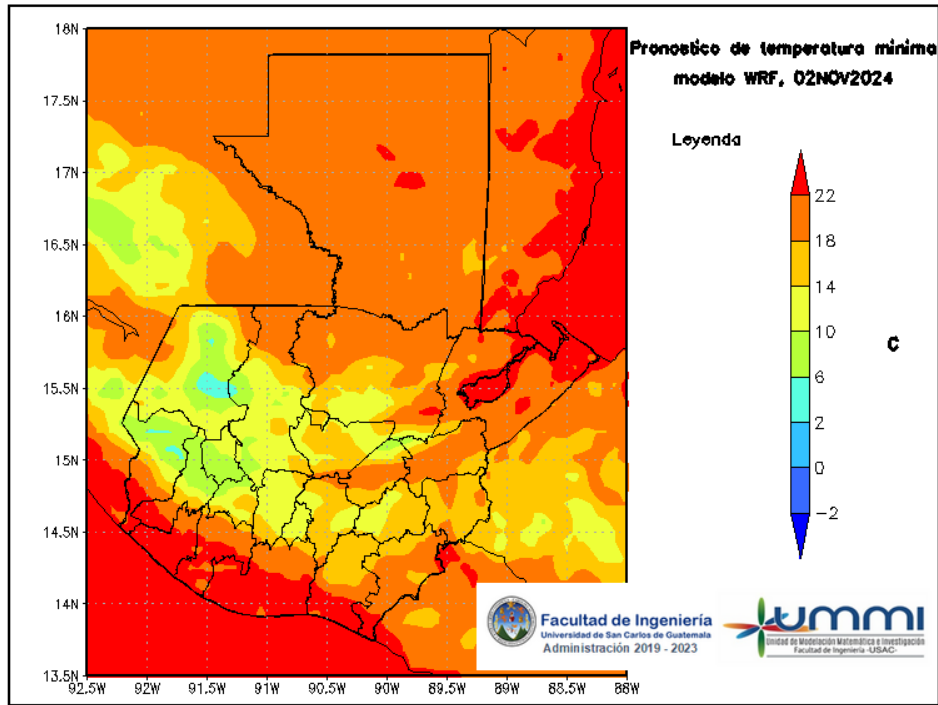 Pronostico de temperatura minima
modelo WRF, 02NOV2024
Leyenda
22
18
14
10
6
2
0
-2
C
18N
17.5N
17N
16.5N
16N
15.5N
15N
14.5N
14N
13.5N
92.5W
92W
91.5W
91W
90.5W
90W
89.5W
89W
88.5W
88W
Facultad de Ingeniería
Universidad de San Carlos de Guatemala
Administración 2019 - 2023
UMMI
Unidad de Modelación Matemática e Investigación
Facultad de Ingeniería -USAC-